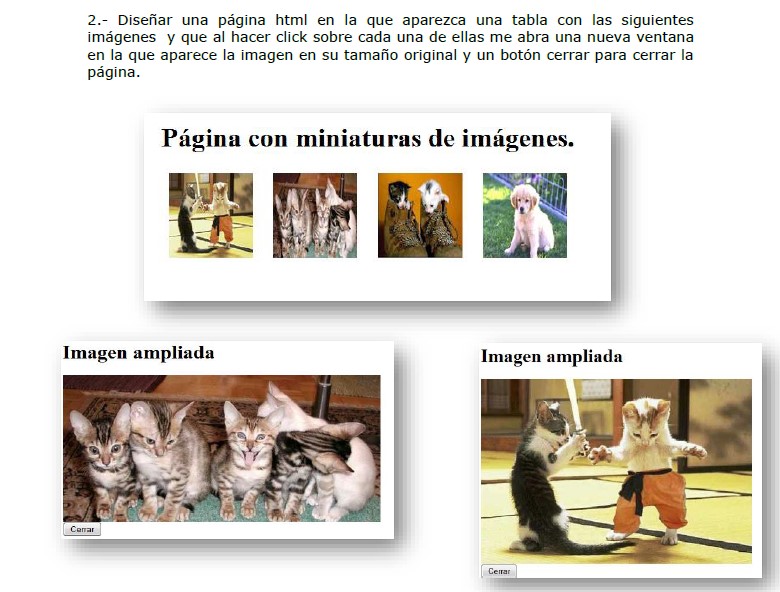 2.- Diseñar una página html en la que aparezca una tabla con las siguientes
imágenes y que al hacer click sobre cada una de ellas me abra una nueva ventana
en la que aparece la imagen en su tamaño original y un botón cerrar para cerrar la
página.
Página con miniaturas de imágenes.
Imagen ampliada
Cerrar
Imagen ampliada
Cerrar